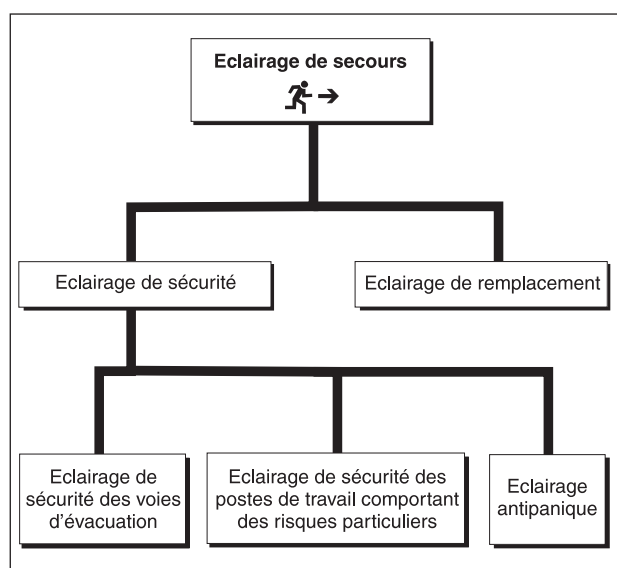 Eclairage de secours
Eclairage de sécurité
Eclairage de remplacement
Eclairage de
sécurité des voies
d'évacuation
Eclairage de sécurité des
postes de travail comportant
des risques particuliers
Eclairage
antipanique